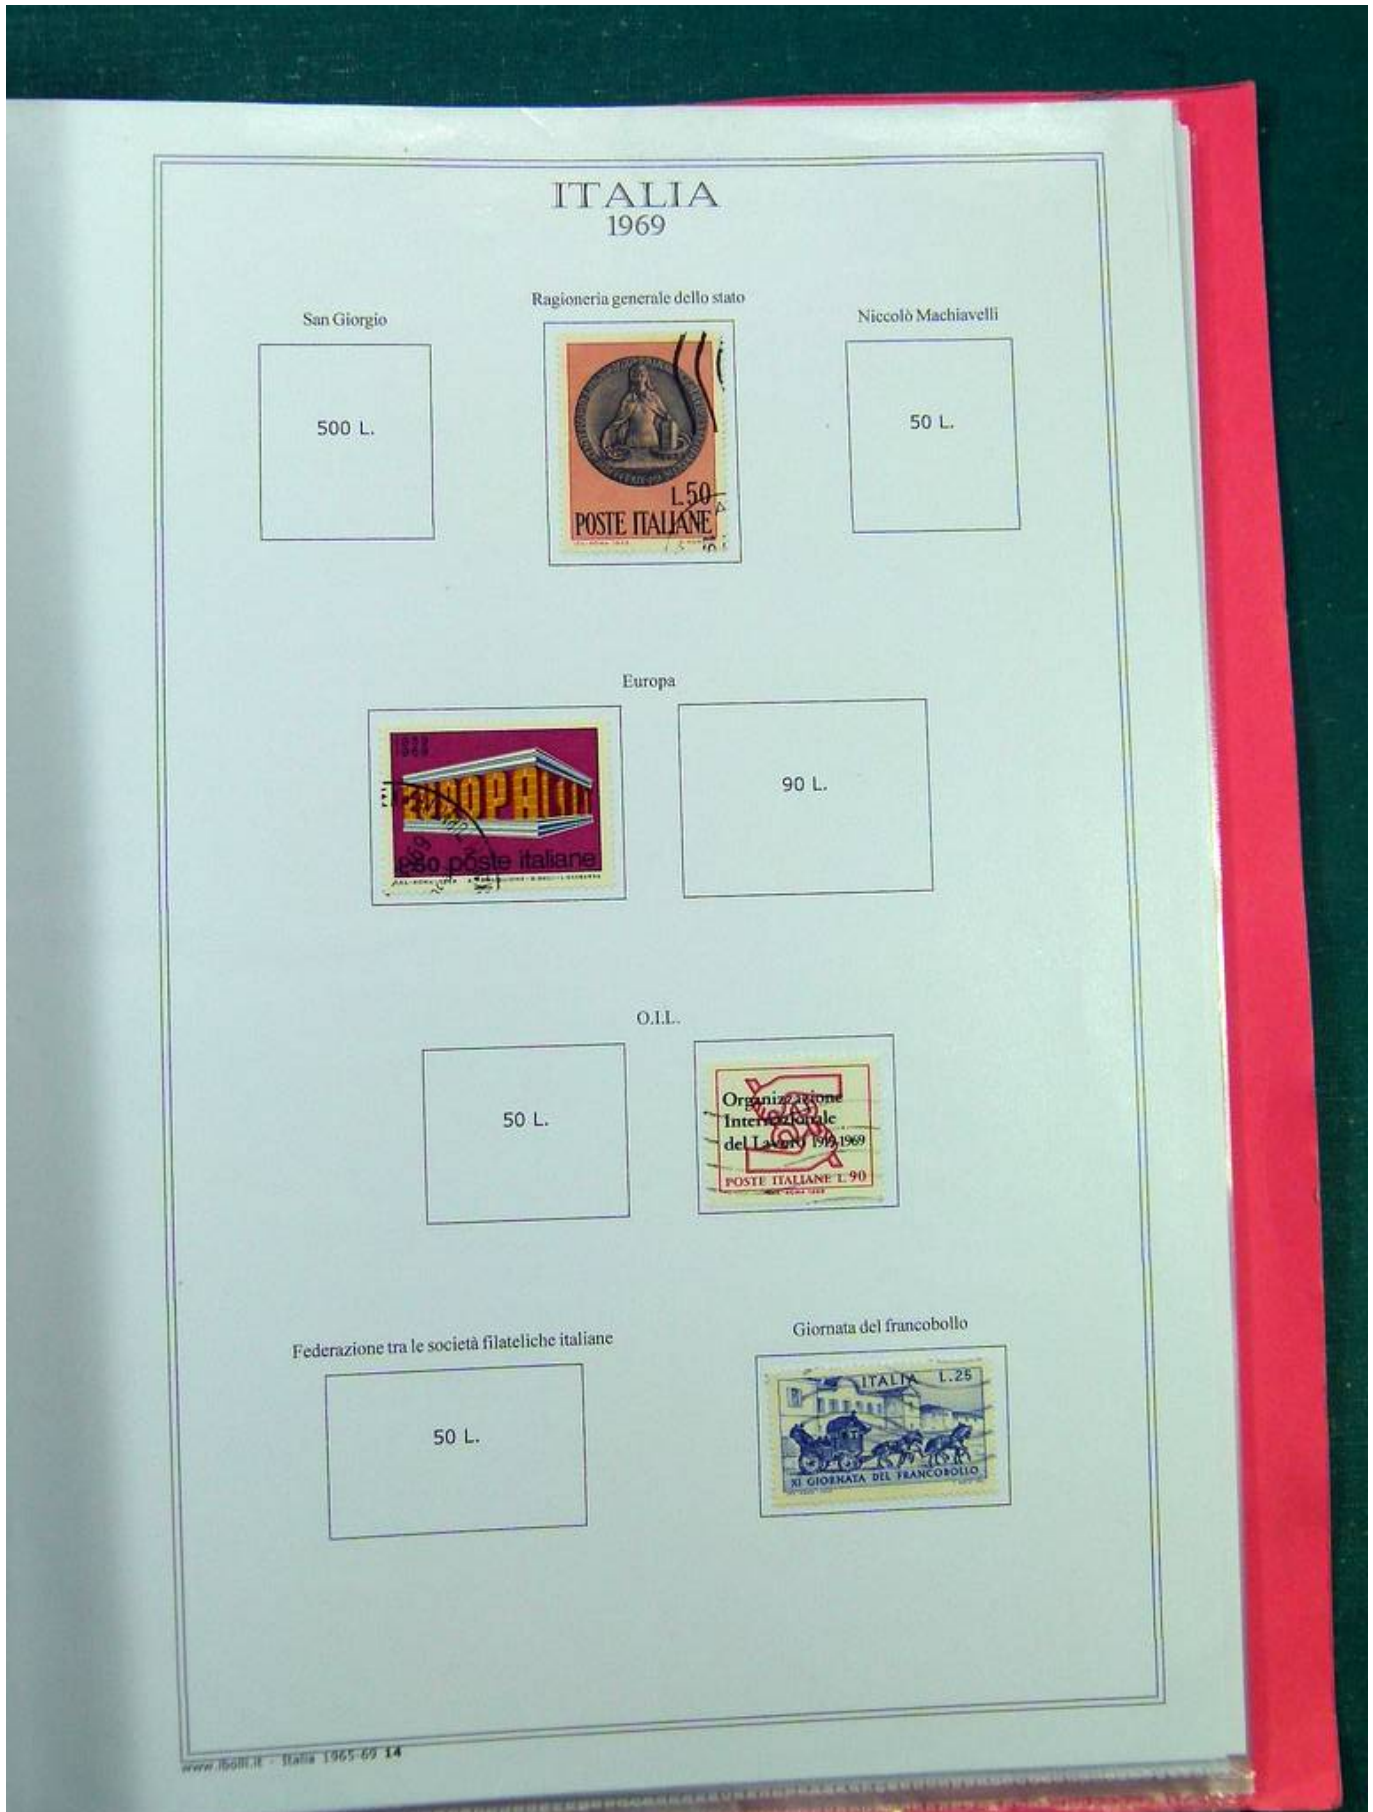 ITALIA
1969
San Giorgio
Ragioneria generale dello stato
Niccolò Machiavelli
500 L.
L.50
POSTE ITALIANE
50 L.
Europa
EUROPA
L.50 poste italiane
90 L.
O.I.L.
50 L.
Organizzazione
Internazionale
del Lavoro 1919-1969
POSTE ITALIANE L.90
Federazione tra le società filateliche italiane
Giornata del francobollo
50 L.
ITALIA L.25
XI GIORNATA DEL FRANCOBOLLO
www.ibolli.it - Italia 1965-69 14